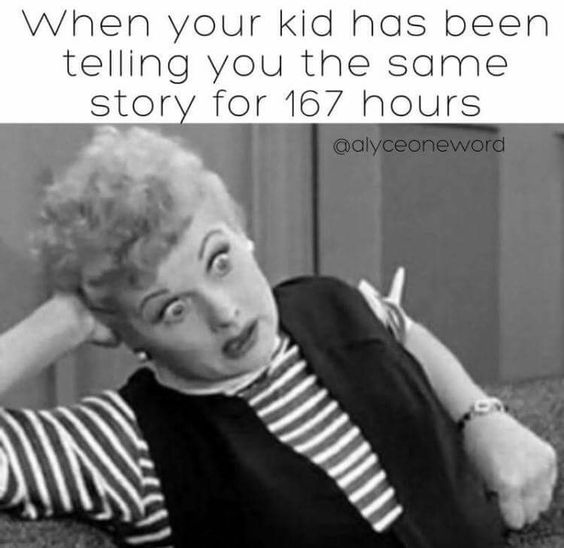 When your kid has been
telling you the same
story for 167 hours
@alyceoneword